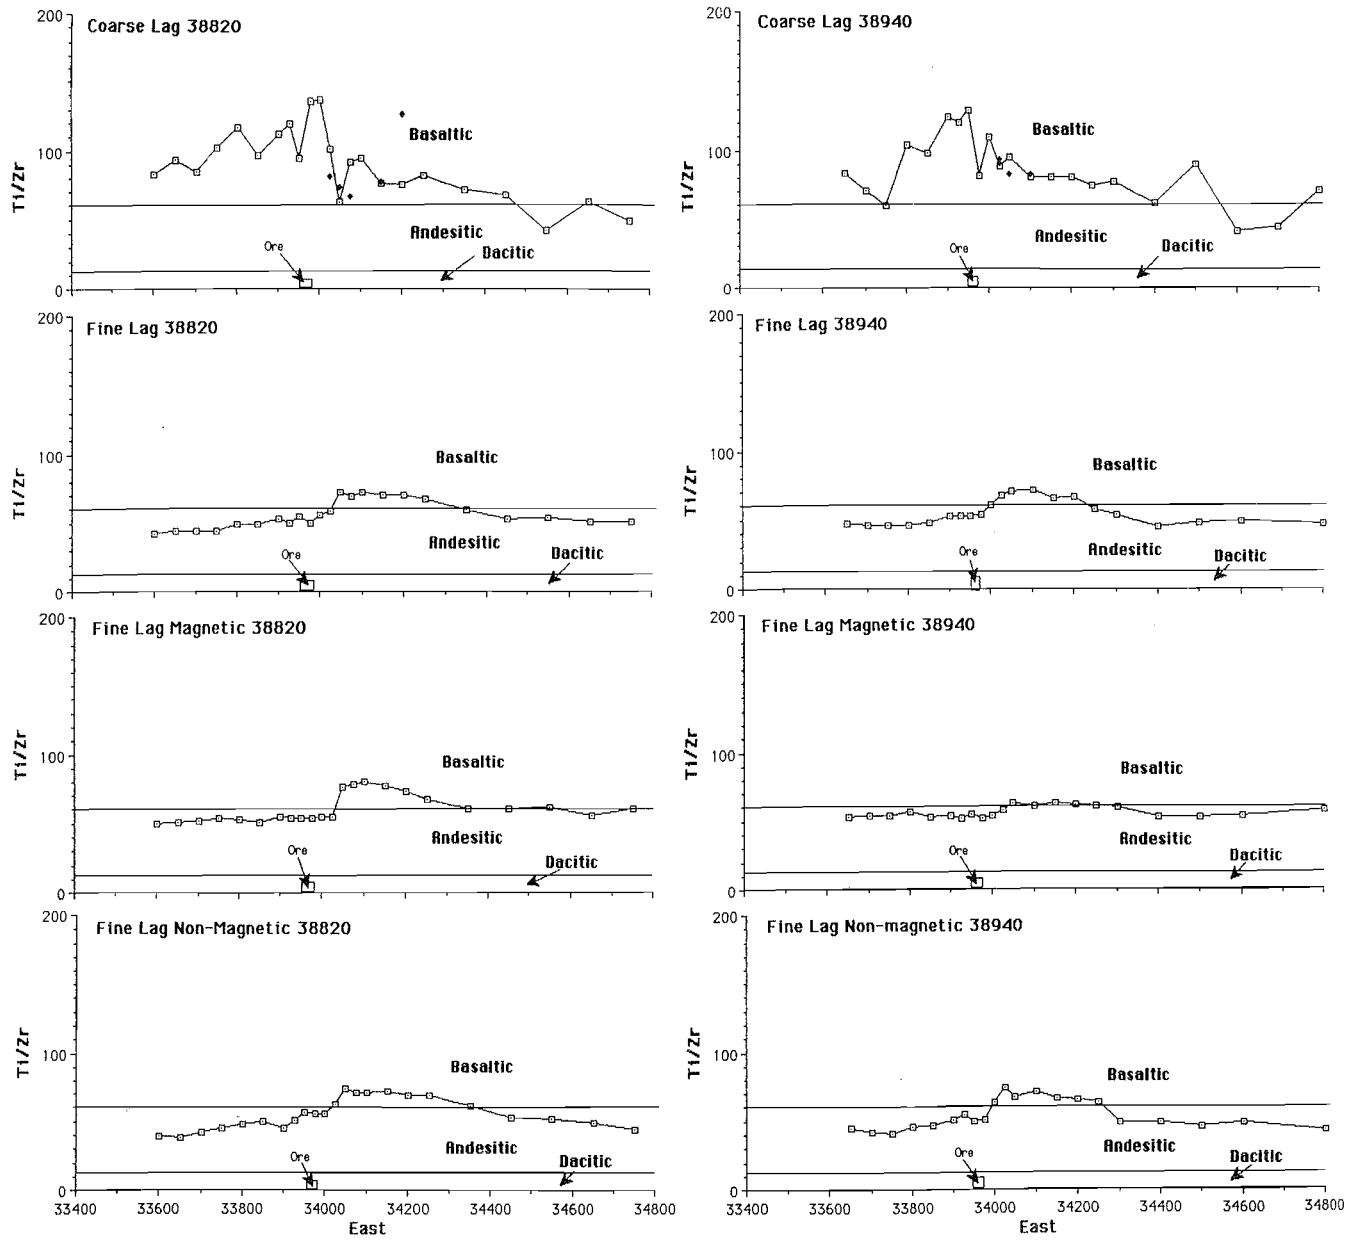 Coarse Lag 38820
200
100
0
Ti/Zr
Basaltic
Andesitic
Dacitic
Ore
Coarse Lag 38940
200
100
0
Ti/Zr
Basaltic
Andesitic
Dacitic
Ore
Fine Lag 38820
200
100
0
Ti/Zr
Basaltic
Andesitic
Dacitic
Ore
Fine Lag 38940
200
100
0
Ti/Zr
Basaltic
Andesitic
Dacitic
Ore
Fine Lag Magnetic 38820
200
100
0
Ti/Zr
Basaltic
Andesitic
Dacitic
Ore
Fine Lag Magnetic 38940
200
100
0
Ti/Zr
Basaltic
Andesitic
Dacitic
Ore
Fine Lag Non-Magnetic 38820
200
100
0
Ti/Zr
Basaltic
Andesitic
Dacitic
Ore
33400 33600 33800 34000 34200 34400 34600 34800
East
Fine Lag Non-magnetic 38940
200
100
0
Ti/Zr
Basaltic
Andesitic
Dacitic
Ore
33400 33600 33800 34000 34200 34400 34600 34800
East